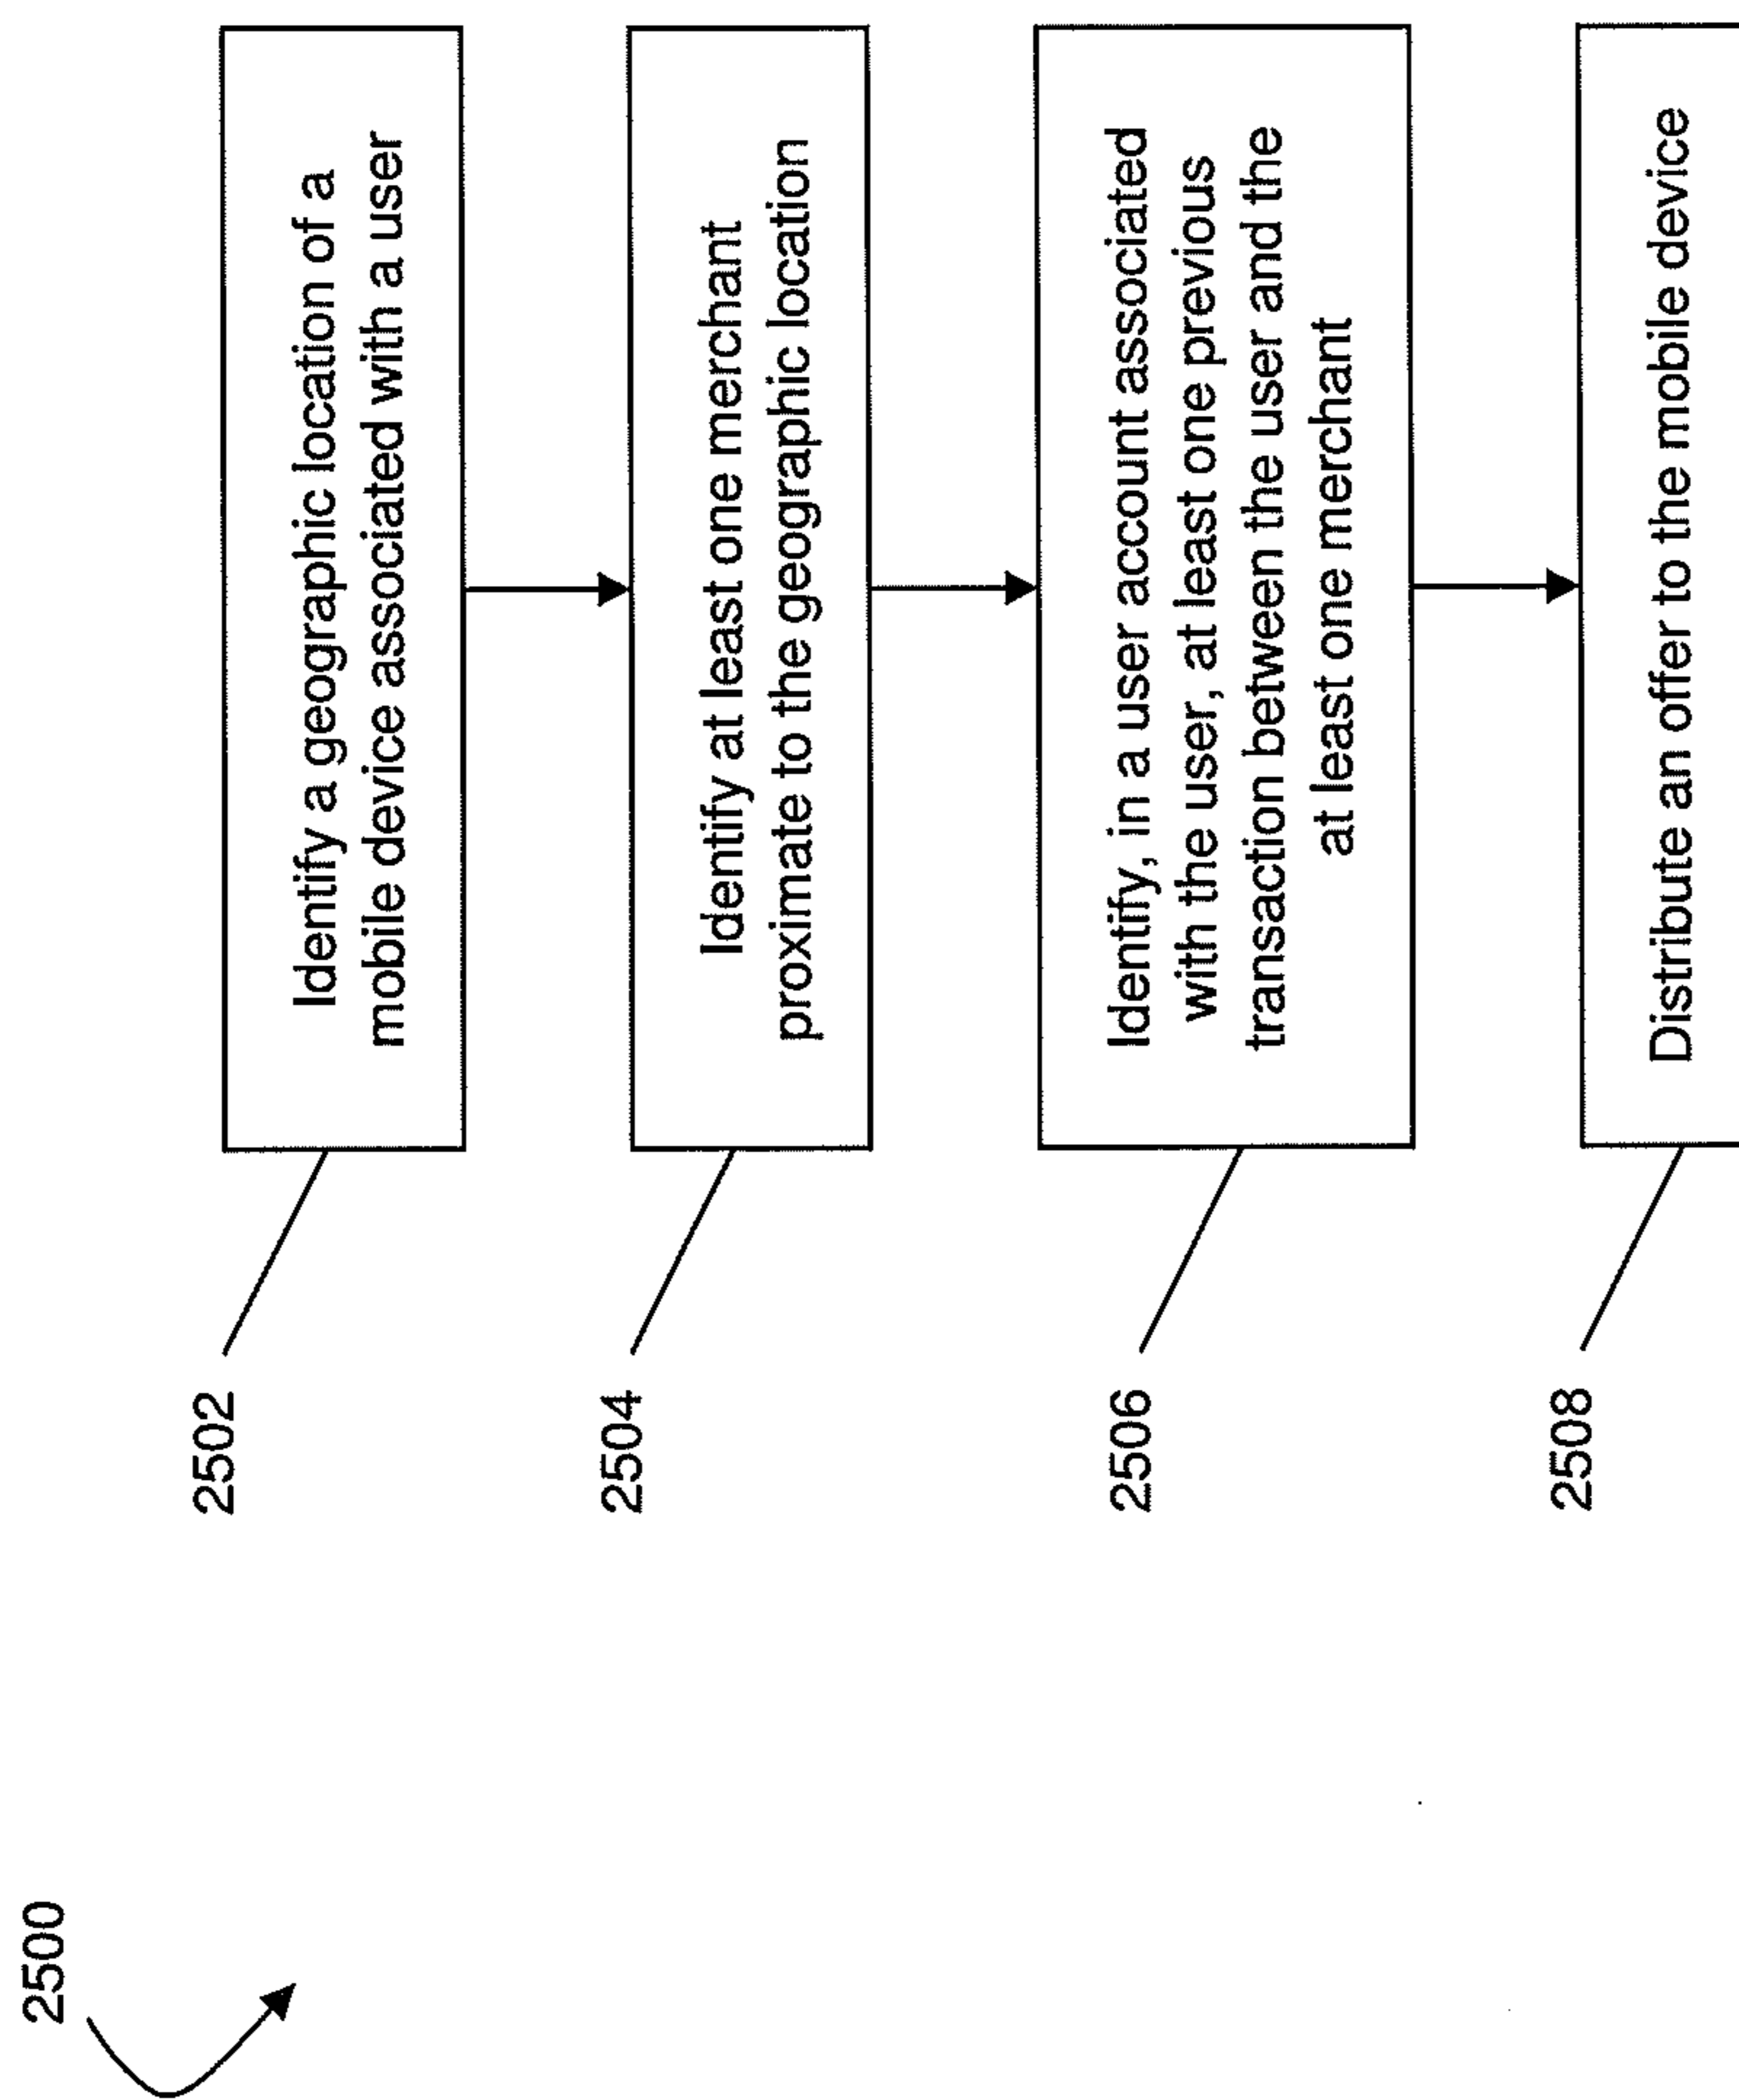 2500
2502
Identify a geographic location of a
mobile device associated with a user
2504
Identify at least one merchant
proximate to the geographic location
2506
Identify, in a user account associated
with the user, at least one previous
transaction between the user and the
at least one merchant
2508
Distribute an offer to the mobile device